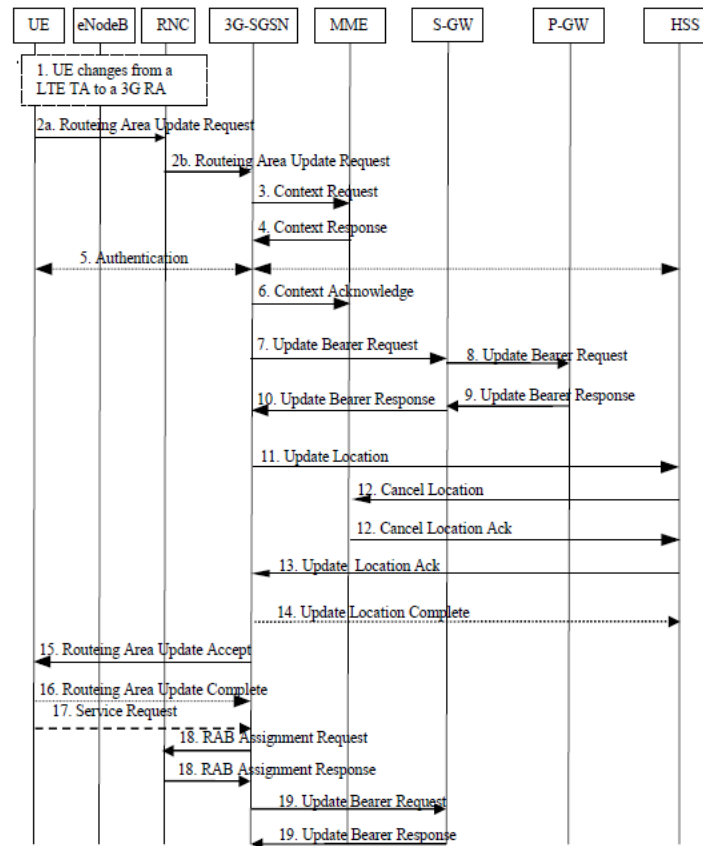 UE eNodeB RNC 3G-SGSN MME S-GW P-GW HSS
1. UE changes from a
LTE TA to a 3G RA
2a. Routeing Area Update Request
2b. Routeing Area Update Request
3. Context Request
4. Context Response
5. Authentication
6. Context Acknowledge
7. Update Bearer Request
8. Update Bearer Request
9. Update Bearer Response
10. Update Bearer Response
11. Update Location
12. Cancel Location
12. Cancel Location Ack
13. Update Location Ack
14. Update Location Complete
15. Routeing Area Update Accept
16. Routeing Area Update Complete
17. Service Request
18. RAB Assignment Request
18. RAB Assignment Response
19. Update Bearer Request
19. Update Bearer Response